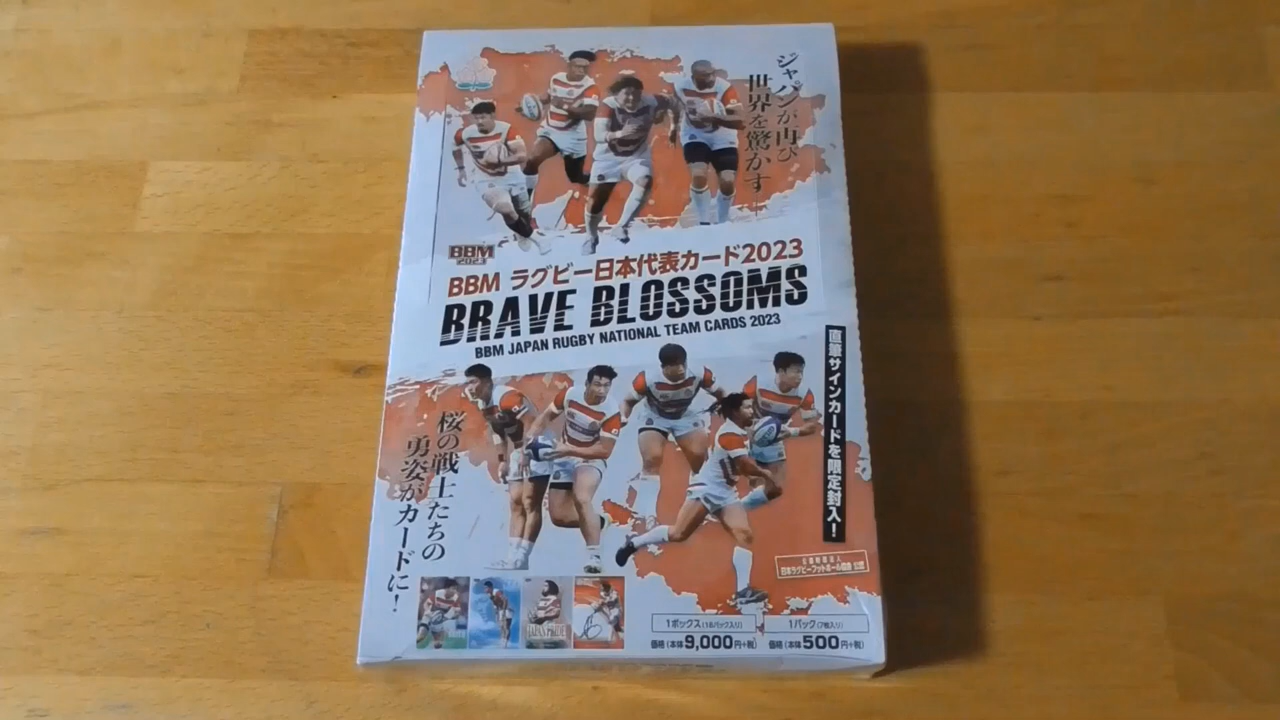 ジャパンが再び
世界を驚かす
BBM
2023
BBM ラグビー日本代表カード2023
BRAVE BLOSSOMS
BBM JAPAN RUGBY NATIONAL TEAM CARDS 2023
直筆サインカードを限定封入!
桜の戦士たちの
勇姿がカードに!
公益財団法人
日本ラグビーフットボール協会 公認
JAPAN PRIDE
1ボックス(18パック入り)
価格(本体9,000円+税)
1パック(7枚入り)
価格(本体500円+税)